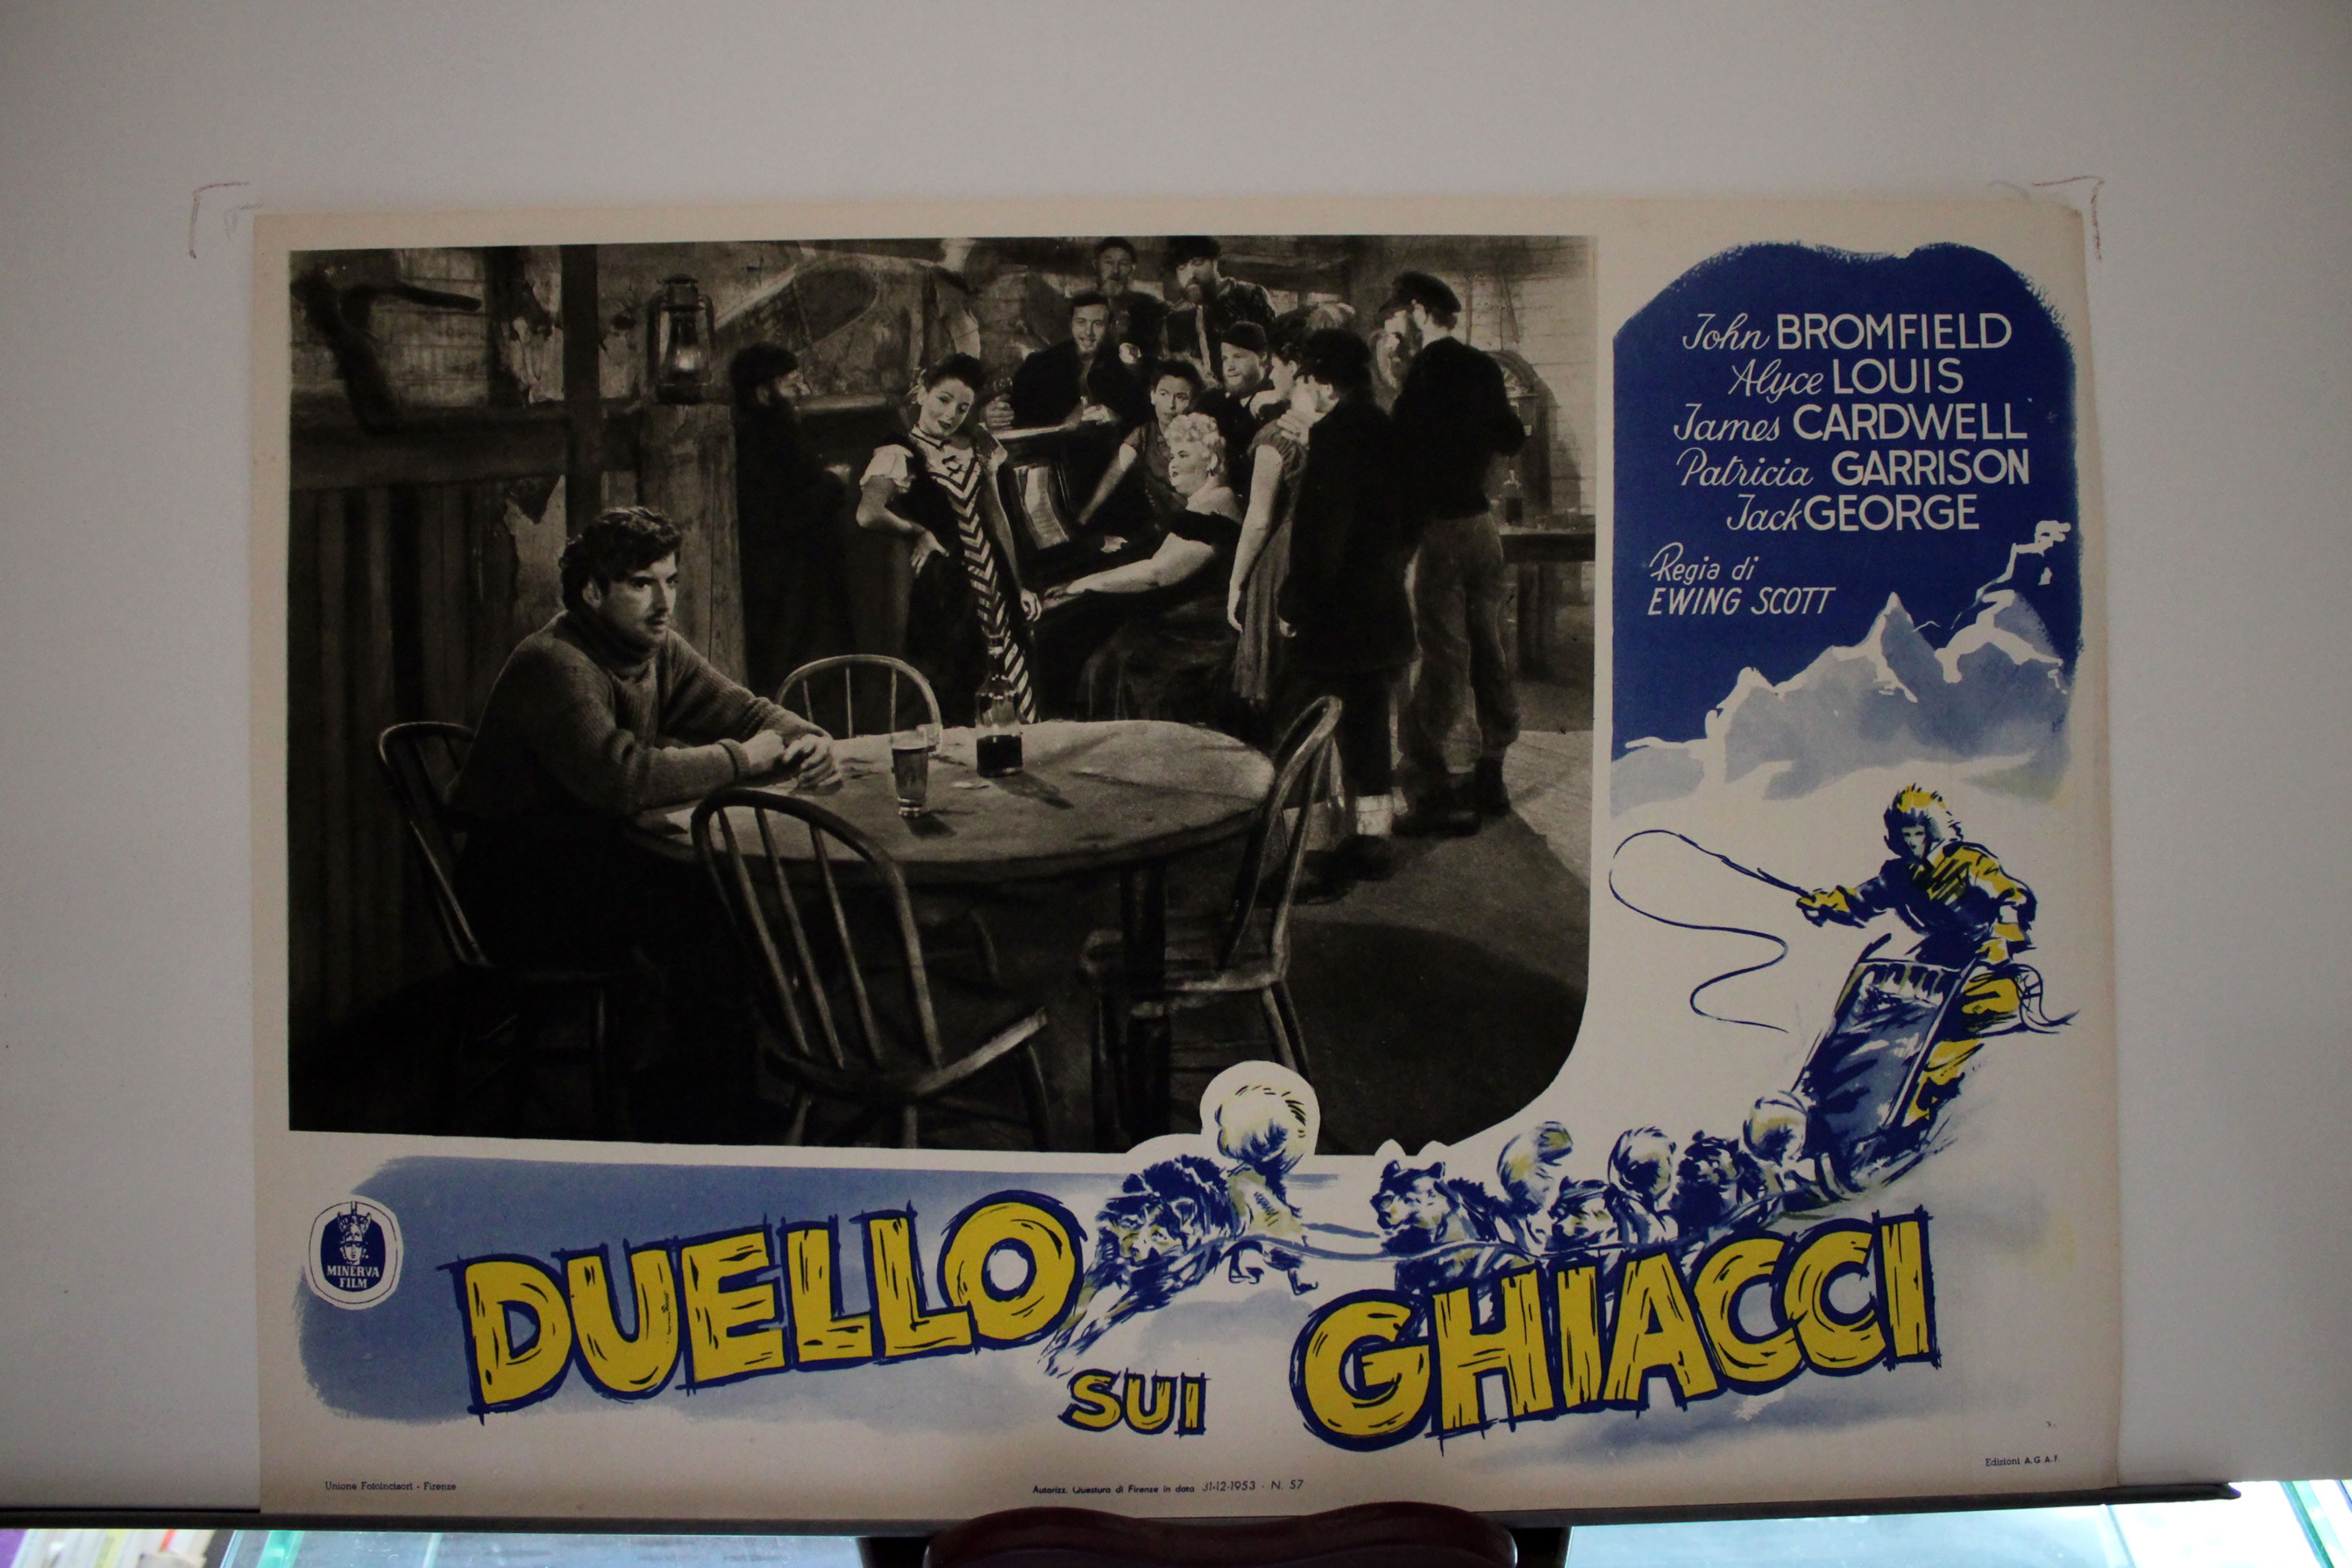 John BROMFIELD
Alyce LOUIS
James CARDWELL
Patricia GARRISON
Jack GEORGE
Regia di
EWING SCOTT
MINERVA
FILM
DUELLO
SUI
GHIACCI
Unione Fotoincisori - Firenze
Autorizz. Questura di Firenze in data 31-12-1953 - N. 57
Edizioni A.G.A.F.